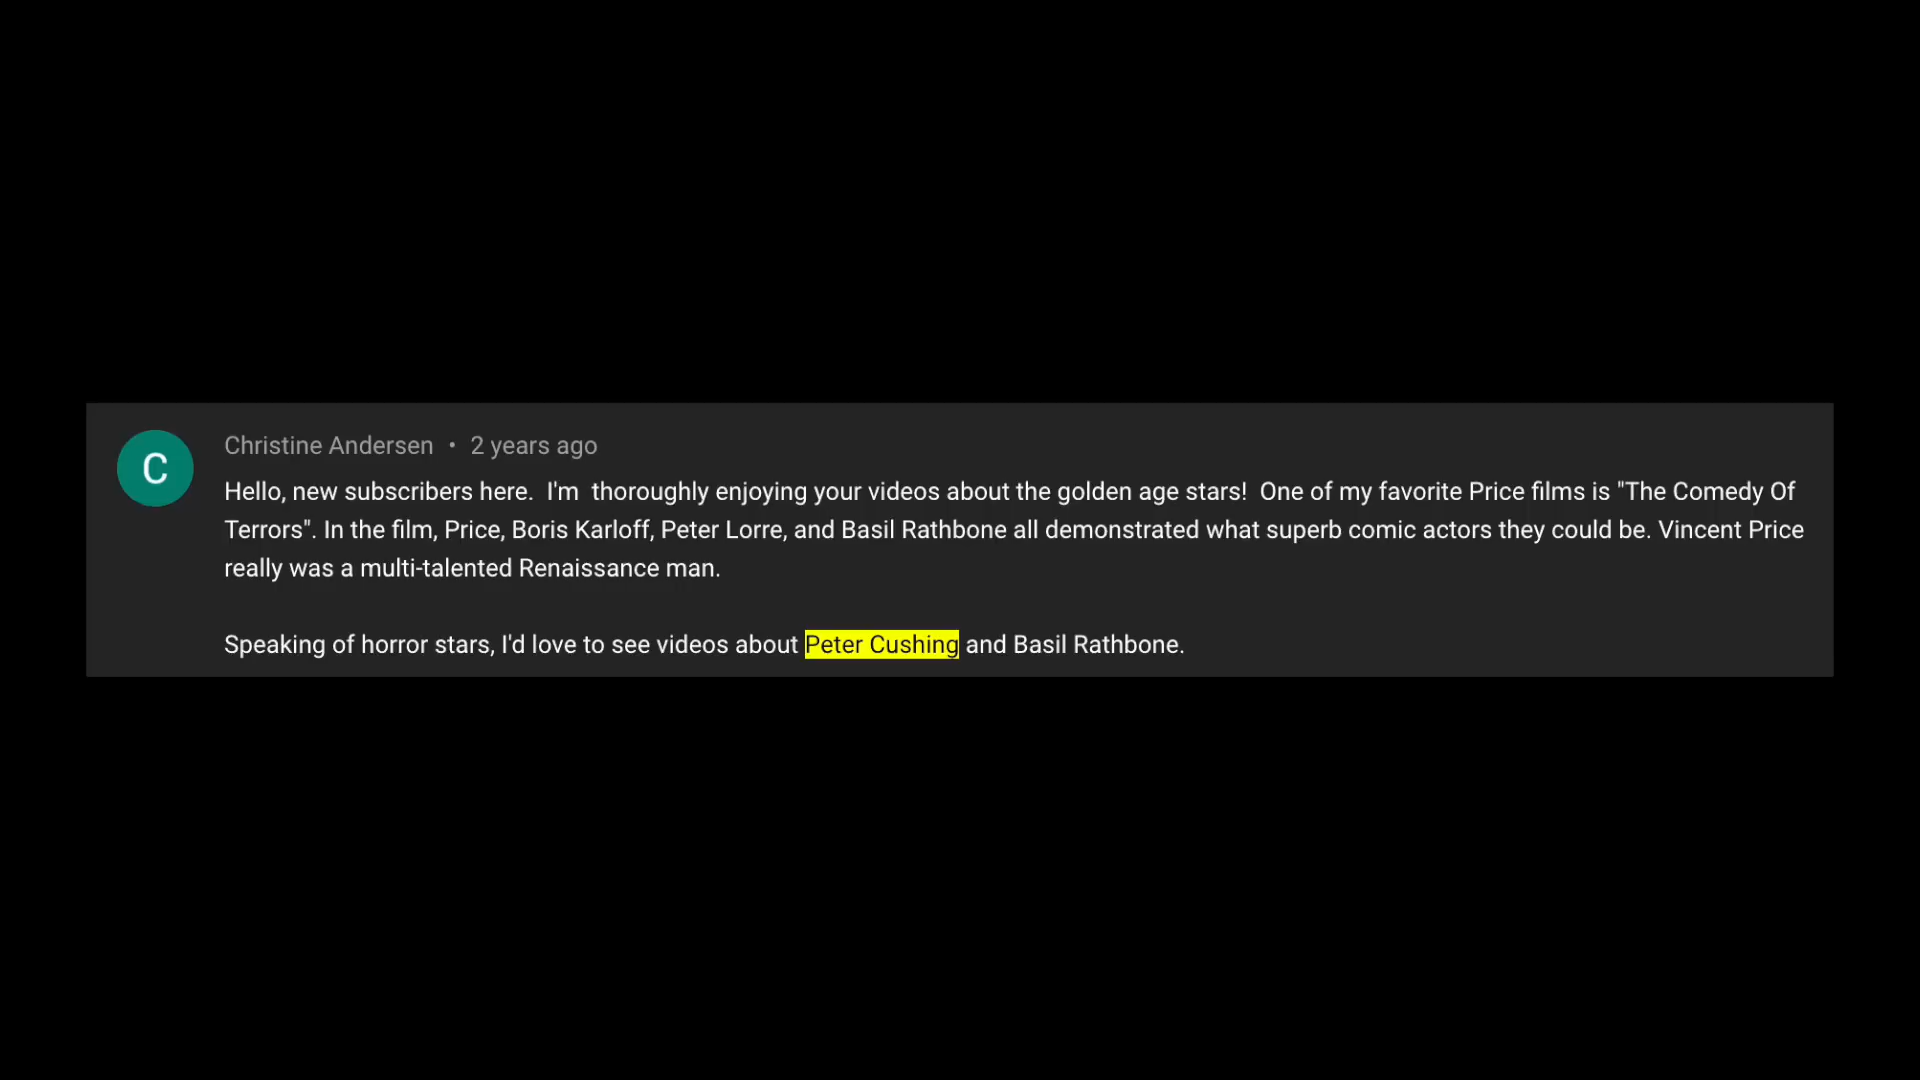 C
Christine Andersen • 2 years ago
Hello, new subscribers here.  I'm  thoroughly enjoying your videos about the golden age stars!  One of my favorite Price films is "The Comedy Of
Terrors". In the film, Price, Boris Karloff, Peter Lorre, and Basil Rathbone all demonstrated what superb comic actors they could be. Vincent Price
really was a multi-talented Renaissance man.
Speaking of horror stars, I'd love to see videos about Peter Cushing and Basil Rathbone.